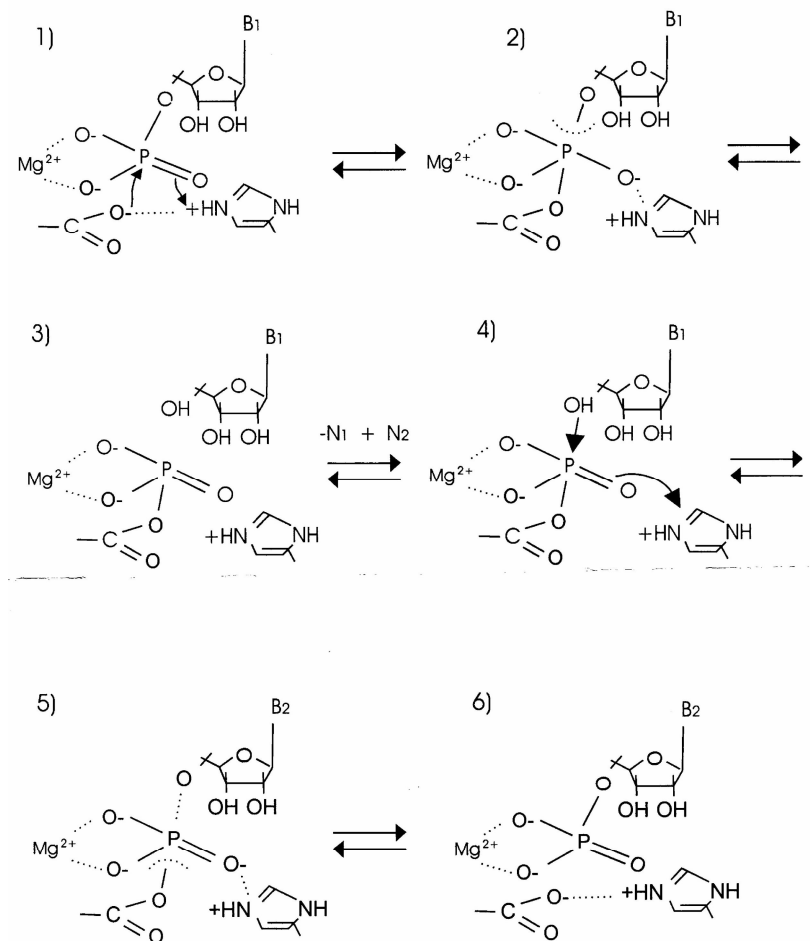 1)
B1
O
O
OH OH
O-
P
O
Mg2+
O-
O-
+HN
NH
C
O
2)
B1
O
O
OH OH
O-
P
O-
Mg2+
O-
O
+HN
NH
C
O
3)
B1
O
OH
OH OH
O-
P
O
Mg2+
O-
O
+HN
NH
C
O
-N1 + N2
4)
B1
O
OH
OH OH
O-
P
O
Mg2+
O-
O
+HN
NH
C
O
5)
B2
O
O
OH OH
O-
P
O-
Mg2+
O-
O
+HN
NH
C
O
6)
B2
O
O
OH OH
O-
P
O
Mg2+
O-
O-
+HN
NH
C
O